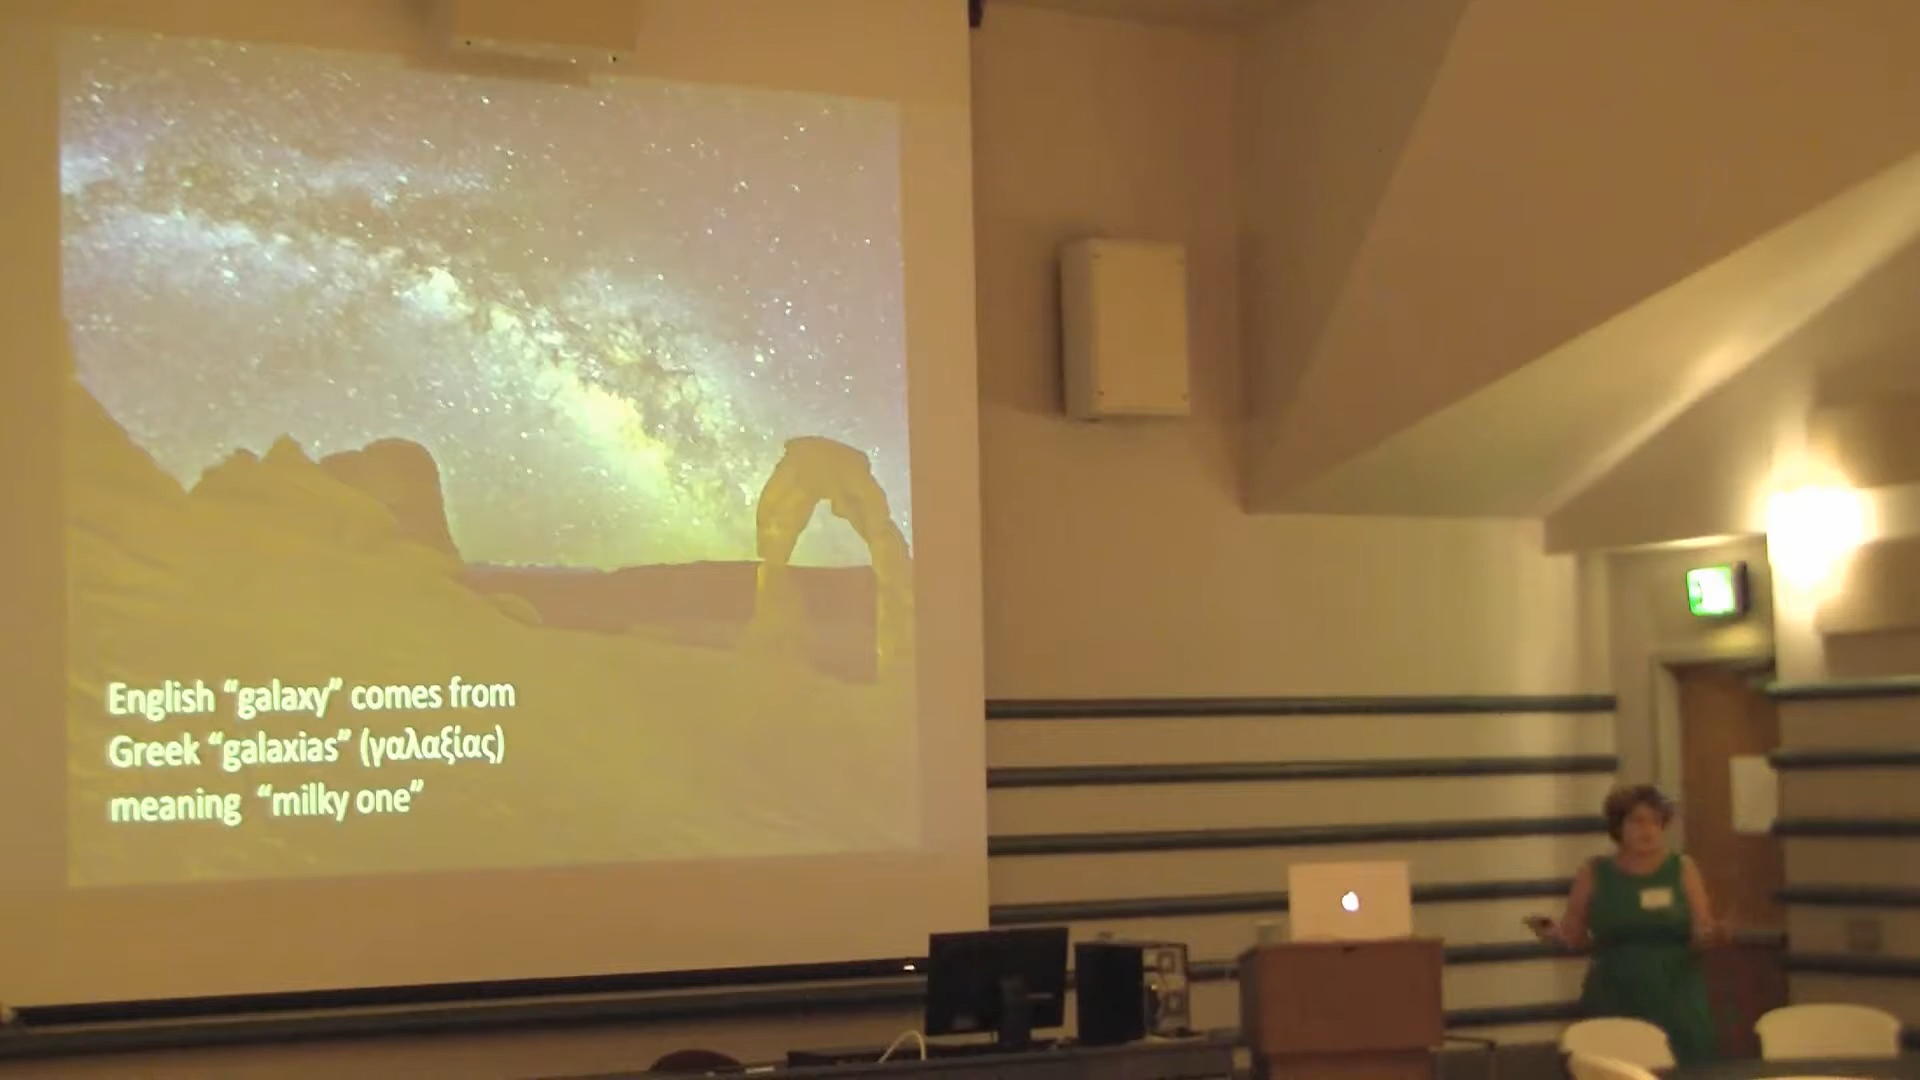 English “galaxy” comes from
Greek “galaxias” (γαλαξίας)
meaning “milky one”